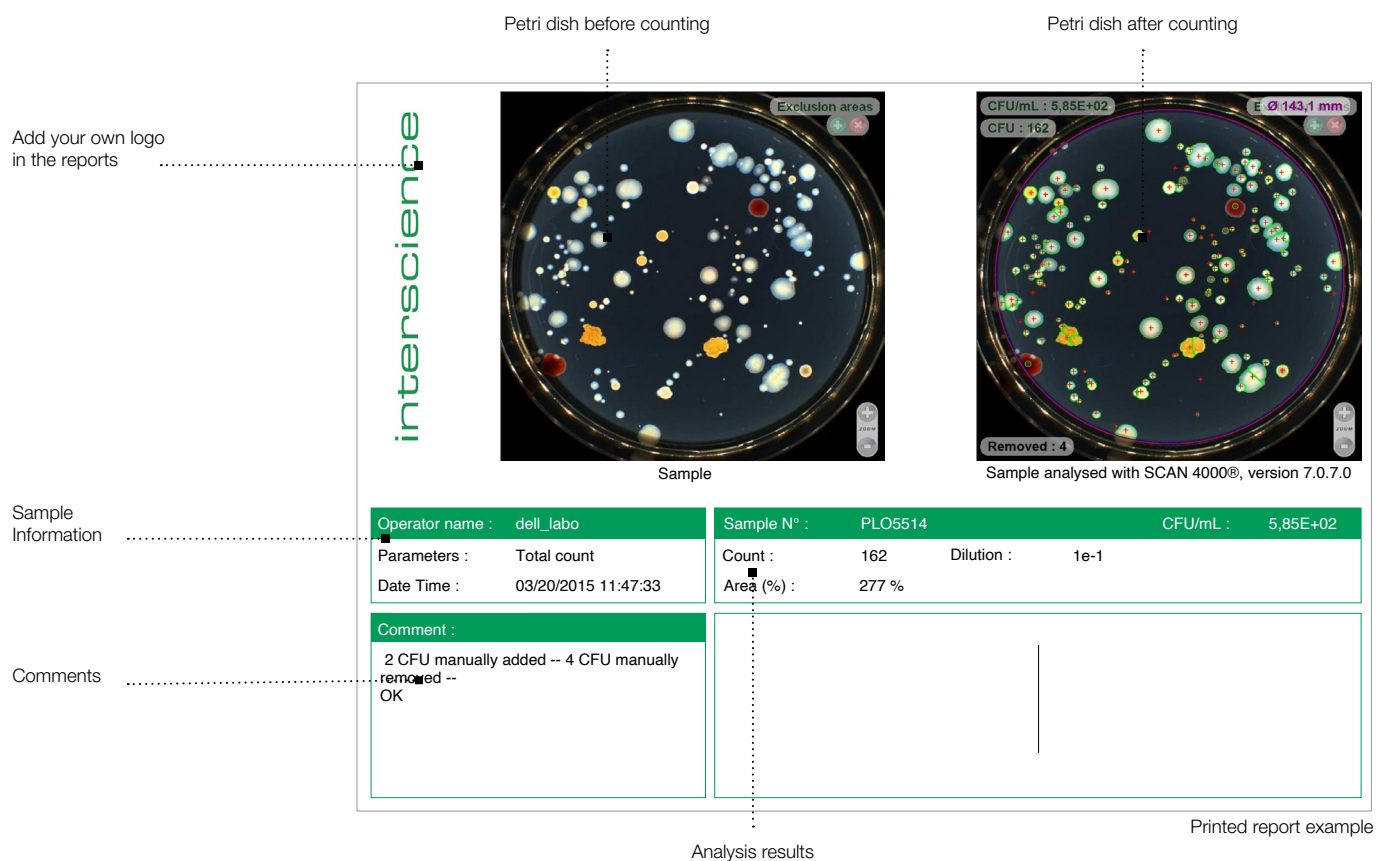 Petri dish before counting
Petri dish after counting
Add your own logo
in the reports
interscience
Exclusion areas
ZOOM
Sample
CFU/mL : 5,85E+02
CFU : 162
Ø 143,1 mm
Removed : 4
ZOOM
Sample analysed with SCAN 4000®, version 7.0.7.0
Sample
Information
Operator name : dell_labo
Parameters : Total count
Date Time : 03/20/2015 11:47:33
Sample N° : PLO5514 CFU/mL : 5,85E+02
Count : 162 Dilution : 1e-1
Area (%) : 277 %
Comments
Comment :
2 CFU manually added -- 4 CFU manually
removed --
OK
Printed report example
Analysis results